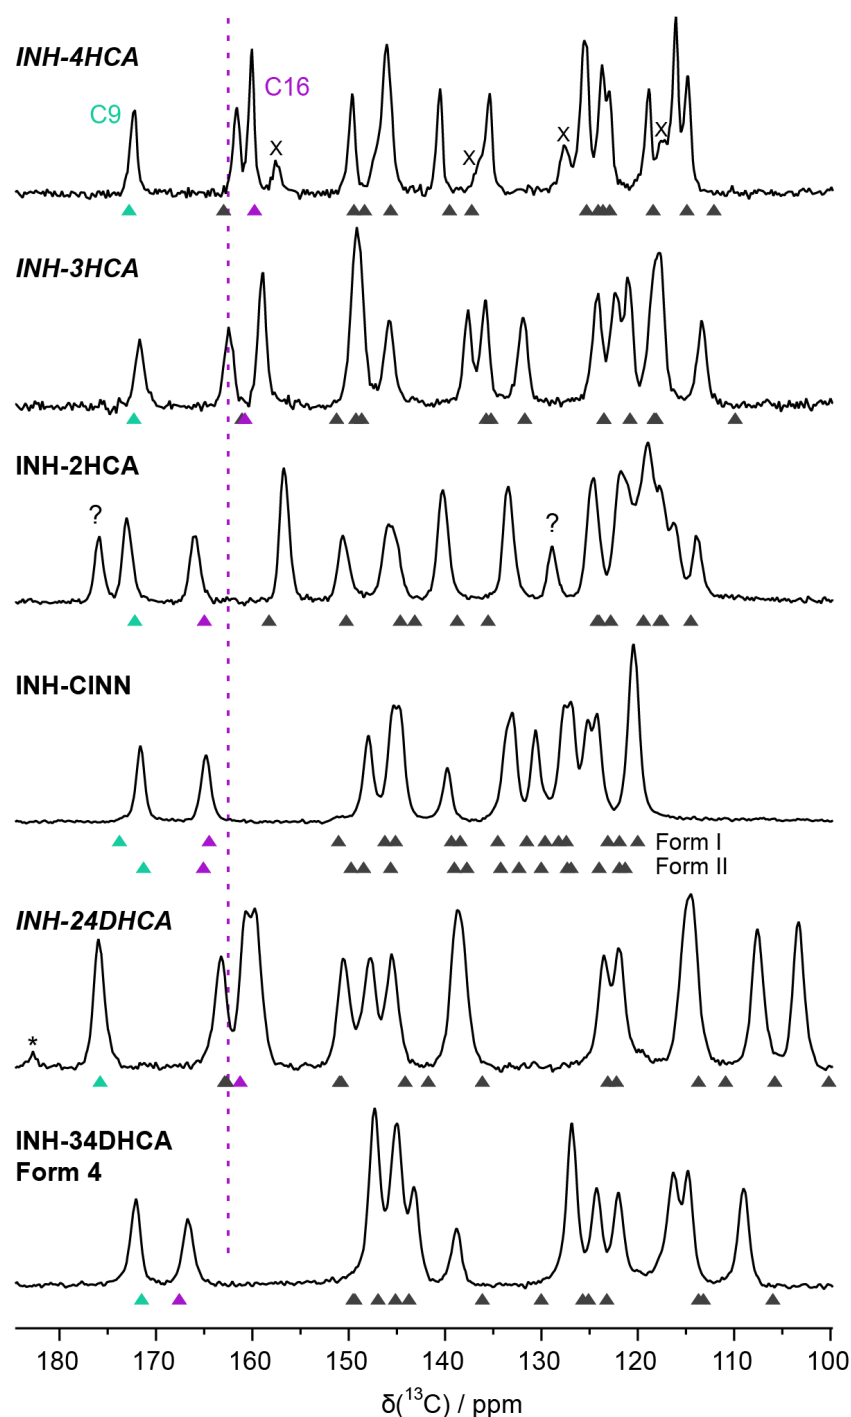 INH-4HCA
C9
C16
X
X
X
X
INH-3HCA
INH-2HCA
?
?
INH-CINN
Form I
Form II
INH-24DHCA
*
INH-34DHCA
Form 4
180 170 160 150 140 130 120 110 100
δ(¹³C) / ppm